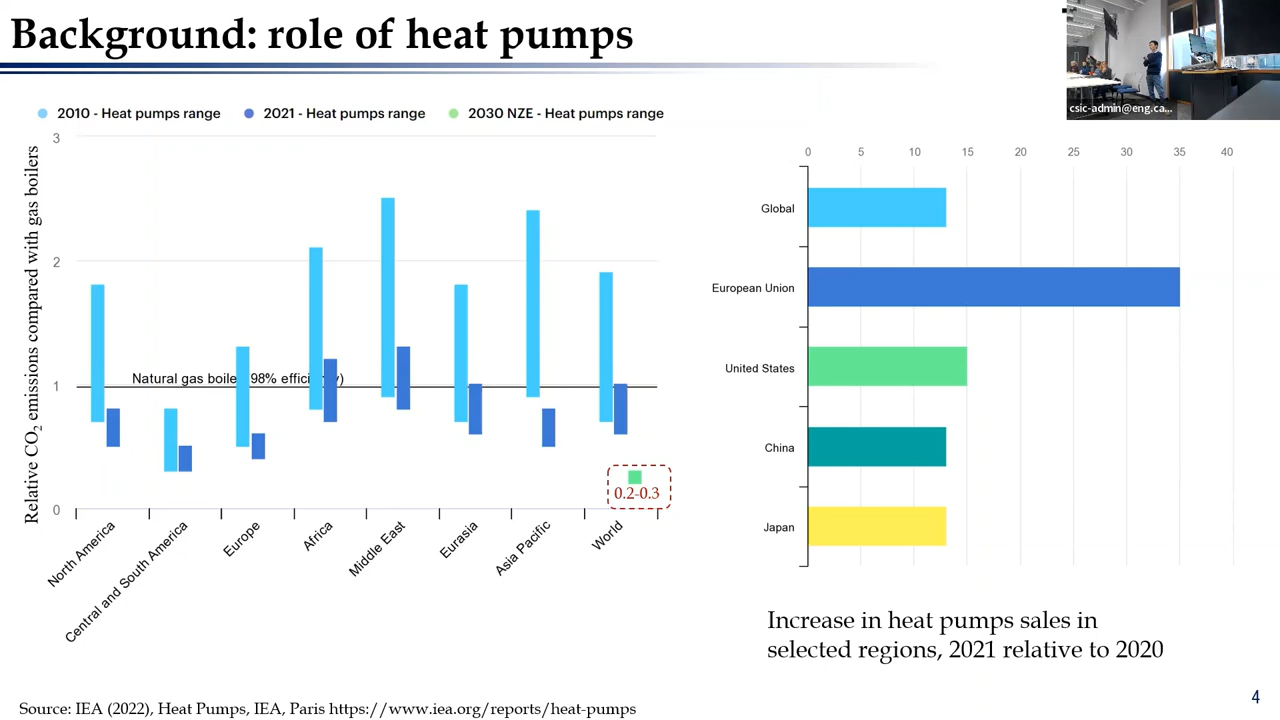 Background: role of heat pumps
csic-admin@eng.ca...
2010 - Heat pumps range
2021 - Heat pumps range
2030 NZE - Heat pumps range
Relative CO2 emissions compared with gas boilers
3
2
1
0
Natural gas boiler (98% efficiency)
0.2-0.3
North America
Central and South America
Europe
Africa
Middle East
Eurasia
Asia Pacific
World
0 5 10 15 20 25 30 35 40
Global
European Union
United States
China
Japan
Increase in heat pumps sales in
selected regions, 2021 relative to 2020
Source: IEA (2022), Heat Pumps, IEA, Paris https://www.iea.org/reports/heat-pumps
4